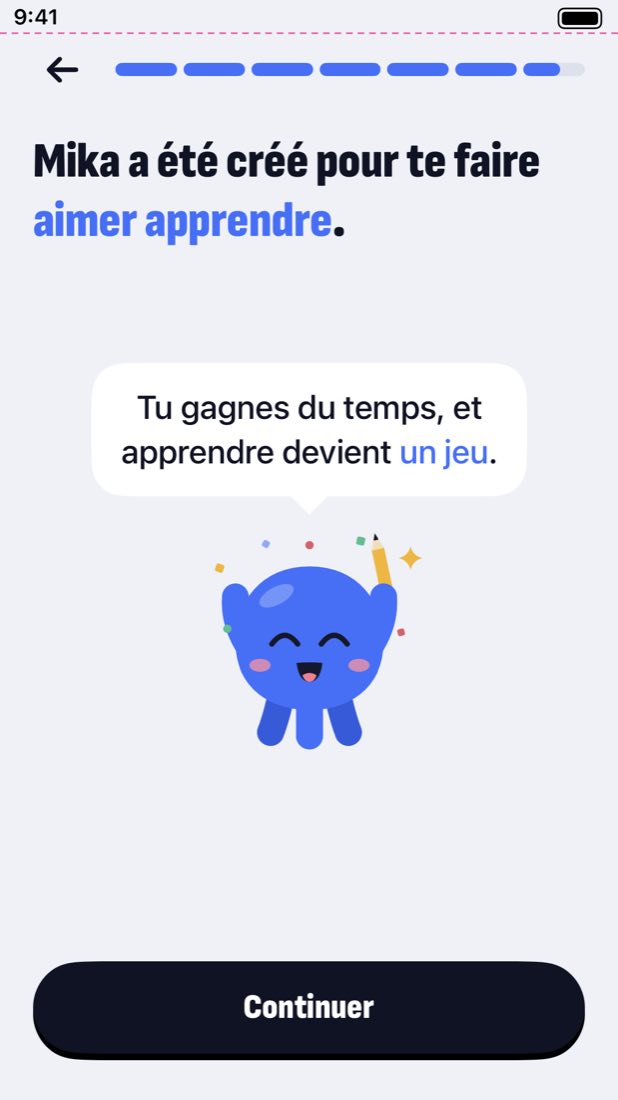 9:41
Mika a été créé pour te faire
aimer apprendre.
Tu gagnes du temps, et
apprendre devient un jeu.
Continuer